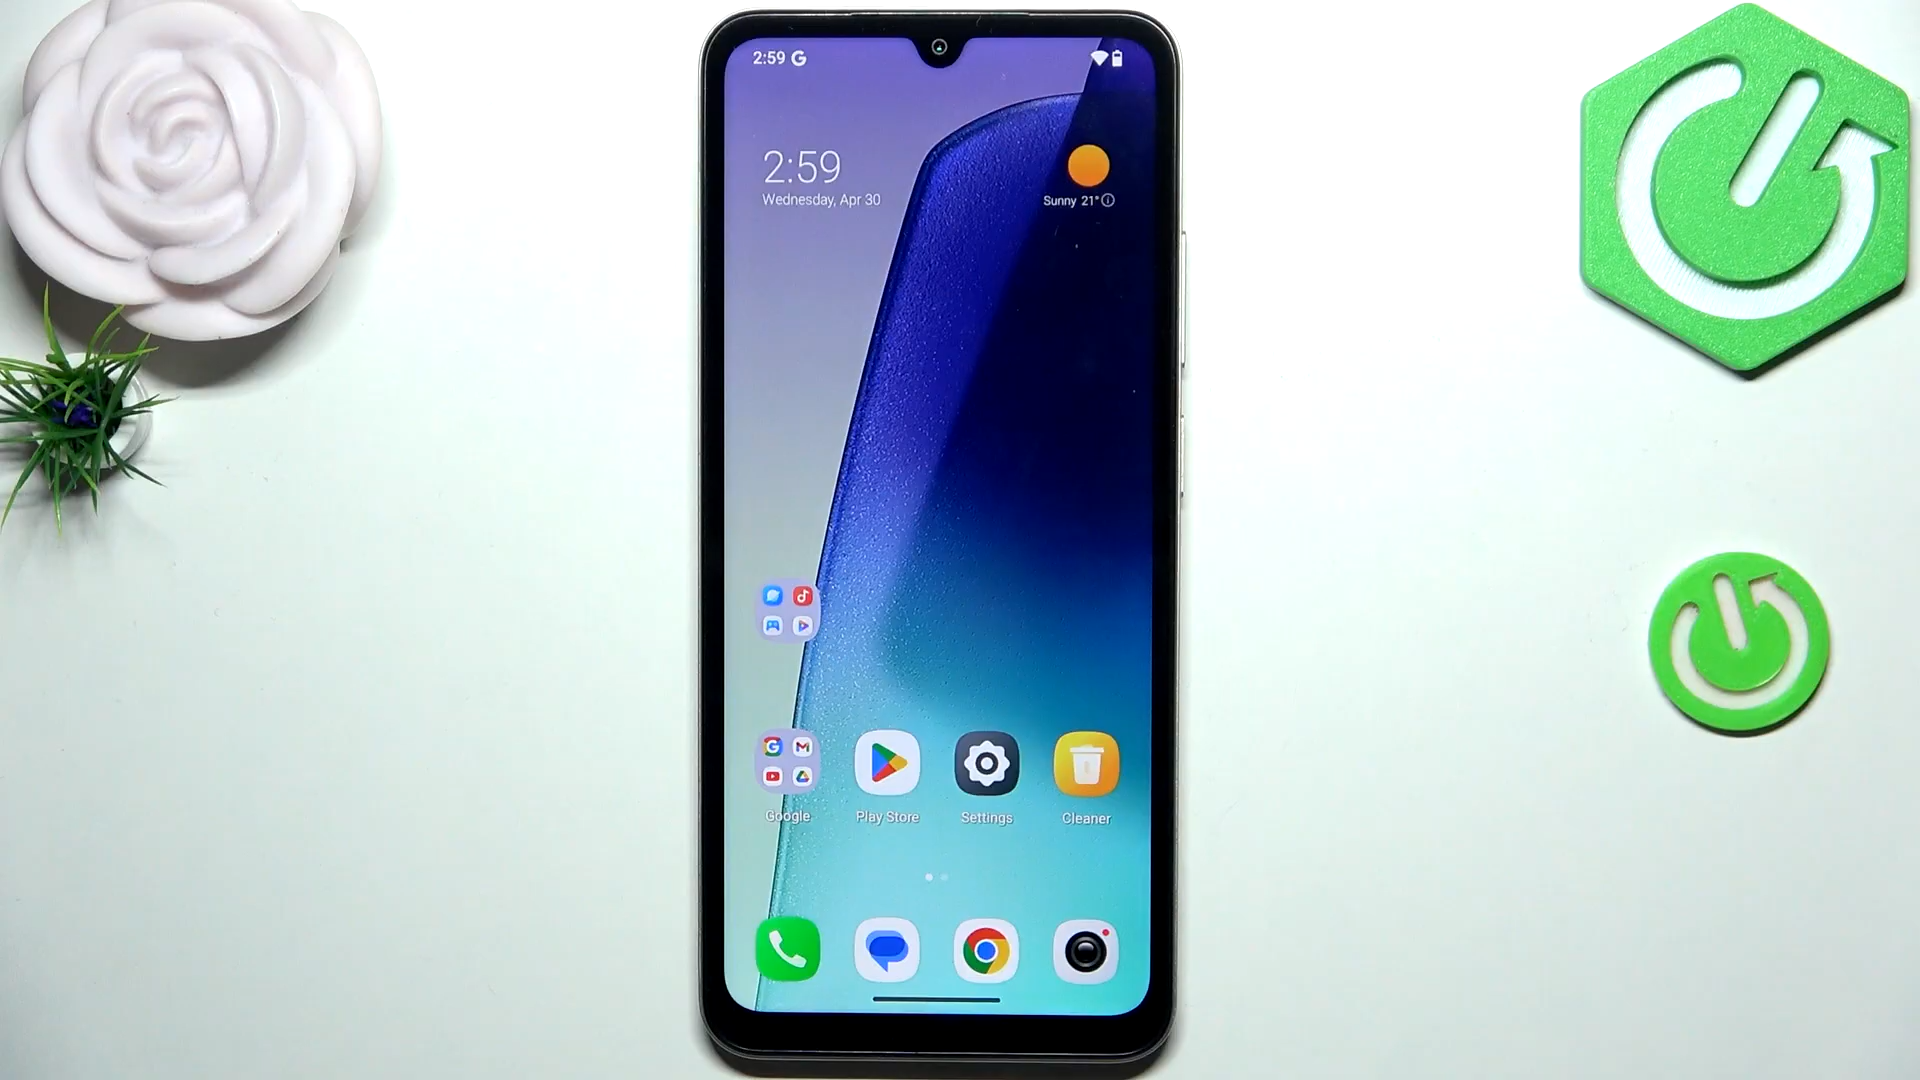 2:59
2:59
Wednesday, Apr 30
Sunny 21°
Google
Play Store
Settings
Cleaner